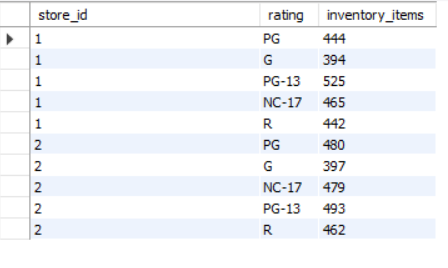 store_id rating inventory_items
1 PG 444
1 G 394
1 PG-13 525
1 NC-17 465
1 R 442
2 PG 480
2 G 397
2 NC-17 479
2 PG-13 493
2 R 462